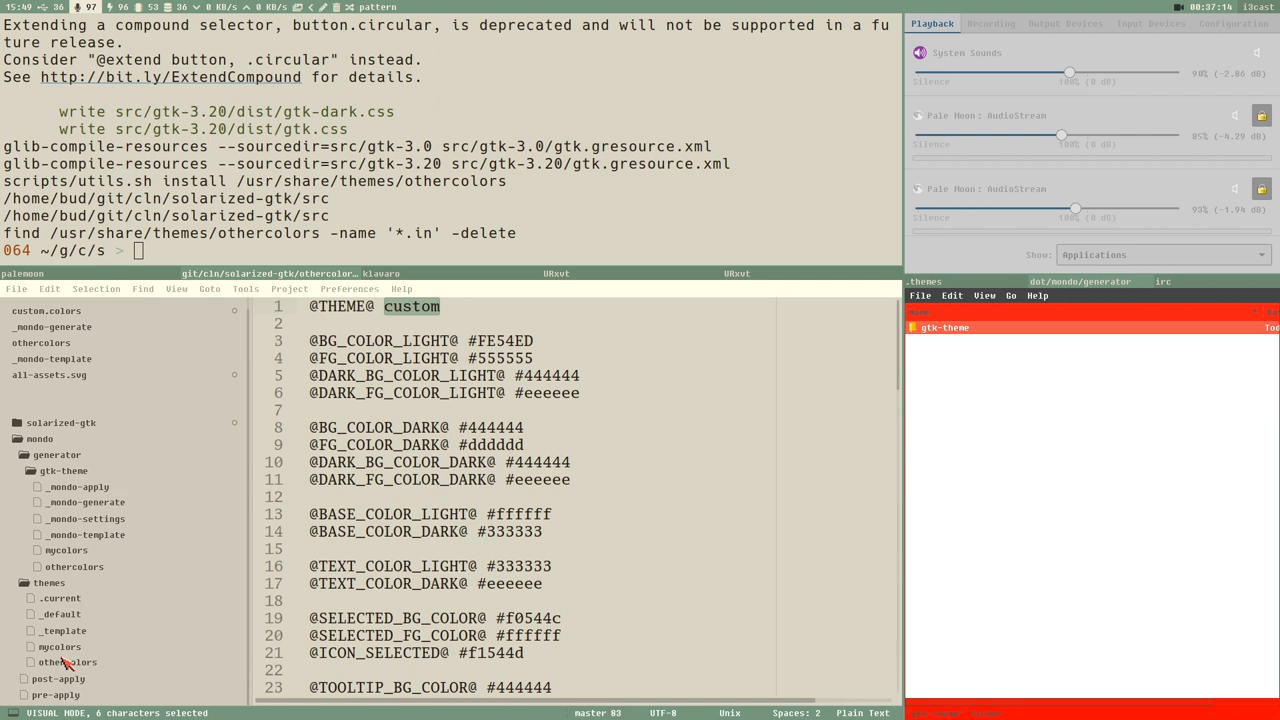 15:49 36 97 96 53 36 0 KB/s 0 KB/s pattern
00:37:14 i3cast
Extending a compound selector, button.circular, is deprecated and will not be supported in a fu
ture release.
Consider "@extend button, .circular" instead.
See http://bit.ly/ExtendCompound for details.
write src/gtk-3.20/dist/gtk-dark.css
write src/gtk-3.20/dist/gtk.css
glib-compile-resources --sourcedir=src/gtk-3.0 src/gtk-3.0/gtk.gresource.xml
glib-compile-resources --sourcedir=src/gtk-3.20 src/gtk-3.20/gtk.gresource.xml
scripts/utils.sh install /usr/share/themes/othercolors
/home/bud/git/cln/solarized-gtk/src
/home/bud/git/cln/solarized-gtk/src
find /usr/share/themes/othercolors -name '*.in' -delete
064 ~/g/c/s >
Playback Recording Output Devices Input Devices Configuration
System Sounds
90% (-2.86 dB)
Silence 100% (0 dB)
Pale Moon: AudioStream
85% (-4.29 dB)
Silence 100% (0 dB)
Pale Moon: AudioStream
93% (-1.94 dB)
Silence 100% (0 dB)
Show: Applications
palemoon git/cln/solarized-gtk/othercolor… klavaro URxvt URxvt
File Edit Selection Find View Goto Tools Project Preferences Help
custom.colors
_mondo-generate
othercolors
_mondo-template
all-assets.svg
solarized-gtk
mondo
generator
gtk-theme
_mondo-apply
_mondo-generate
_mondo-settings
_mondo-template
mycolors
othercolors
themes
.current
_default
_template
mycolors
othercolors
post-apply
pre-apply
1 @THEME@ custom
2
3 @BG_COLOR_LIGHT@ #FE54ED
4 @FG_COLOR_LIGHT@ #555555
5 @DARK_BG_COLOR_LIGHT@ #444444
6 @DARK_FG_COLOR_LIGHT@ #eeeeee
7
8 @BG_COLOR_DARK@ #444444
9 @FG_COLOR_DARK@ #dddddd
10 @DARK_BG_COLOR_DARK@ #444444
11 @DARK_FG_COLOR_DARK@ #eeeeee
12
13 @BASE_COLOR_LIGHT@ #ffffff
14 @BASE_COLOR_DARK@ #333333
15
16 @TEXT_COLOR_LIGHT@ #333333
17 @TEXT_COLOR_DARK@ #eeeeee
18
19 @SELECTED_BG_COLOR@ #f0544c
20 @SELECTED_FG_COLOR@ #ffffff
21 @ICON_SELECTED@ #f1544d
22
23 @TOOLTIP_BG_COLOR@ #444444
.themes dot/mondo/generator irc
File Edit View Go Help
Name
gtk-theme Tod
VISUAL MODE, 6 characters selected master 83 UTF-8 Unix Spaces: 2 Plain Text